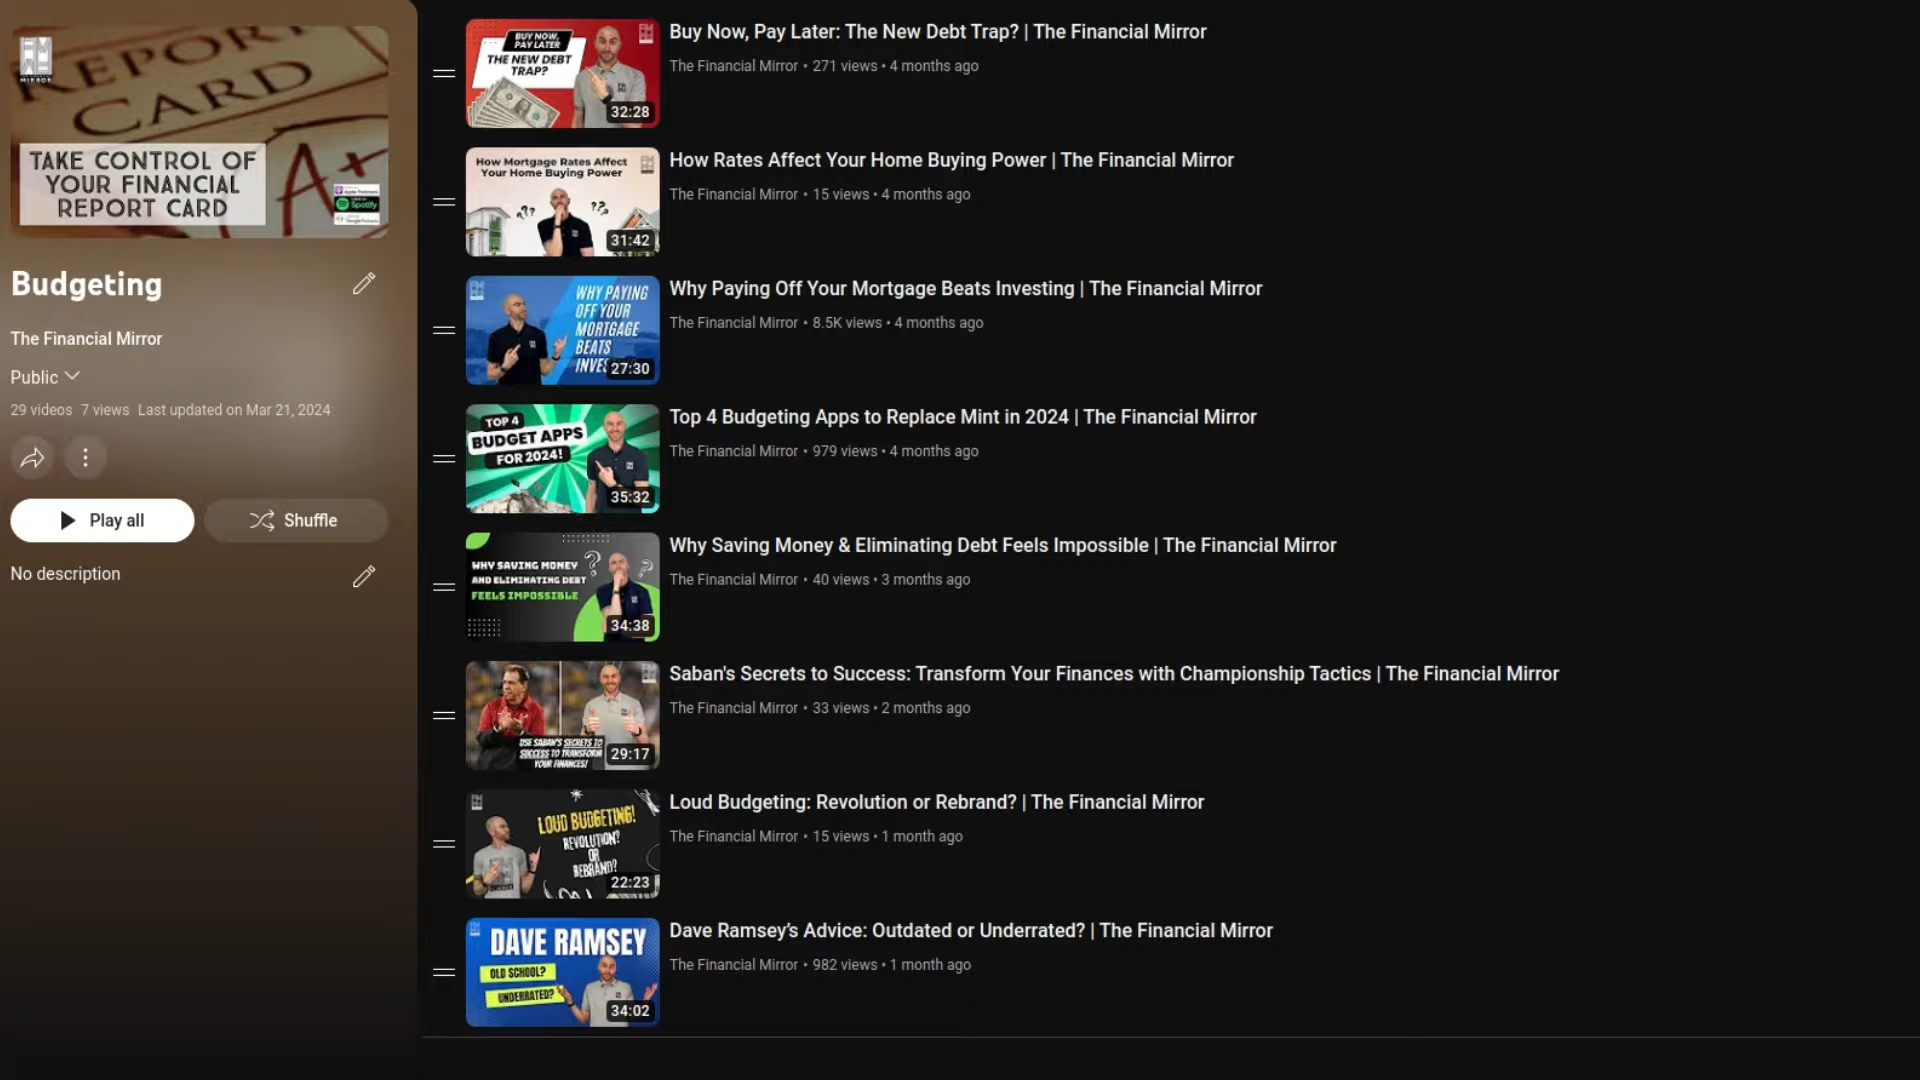 REPORT
CARD
A+
MIRROR
TAKE CONTROL OF
YOUR FINANCIAL
REPORT CARD
Spotify
Budgeting
The Financial Mirror
Public
29 videos 7 views Last updated on Mar 21, 2024
Play all
Shuffle
No description
BUY NOW,
PAY LATER
THE NEW DEBT
TRAP?
32:28
Buy Now, Pay Later: The New Debt Trap? | The Financial Mirror
The Financial Mirror • 271 views • 4 months ago
How Mortgage Rates Affect
Your Home Buying Power
???
???
31:42
How Rates Affect Your Home Buying Power | The Financial Mirror
The Financial Mirror • 15 views • 4 months ago
WHY PAYING
OFF YOUR
MORTGAGE
BEATS
INVES
27:30
Why Paying Off Your Mortgage Beats Investing | The Financial Mirror
The Financial Mirror • 8.5K views • 4 months ago
TOP 4
BUDGET APPS
FOR 2024!
35:32
Top 4 Budgeting Apps to Replace Mint in 2024 | The Financial Mirror
The Financial Mirror • 979 views • 4 months ago
WHY SAVING MONEY
AND ELIMINATING DEBT
FEELS IMPOSSIBLE
34:38
Why Saving Money & Eliminating Debt Feels Impossible | The Financial Mirror
The Financial Mirror • 40 views • 3 months ago
USE SABAN'S SECRETS TO
SUCCESS TO TRANSFORM
YOUR FINANCES!
29:17
Saban's Secrets to Success: Transform Your Finances with Championship Tactics | The Financial Mirror
The Financial Mirror • 33 views • 2 months ago
LOUD BUDGETING!
REVOLUTION?
OR
REBRAND?
22:23
Loud Budgeting: Revolution or Rebrand? | The Financial Mirror
The Financial Mirror • 15 views • 1 month ago
DAVE RAMSEY
OLD SCHOOL?
UNDERRATED?
34:02
Dave Ramsey’s Advice: Outdated or Underrated? | The Financial Mirror
The Financial Mirror • 982 views • 1 month ago